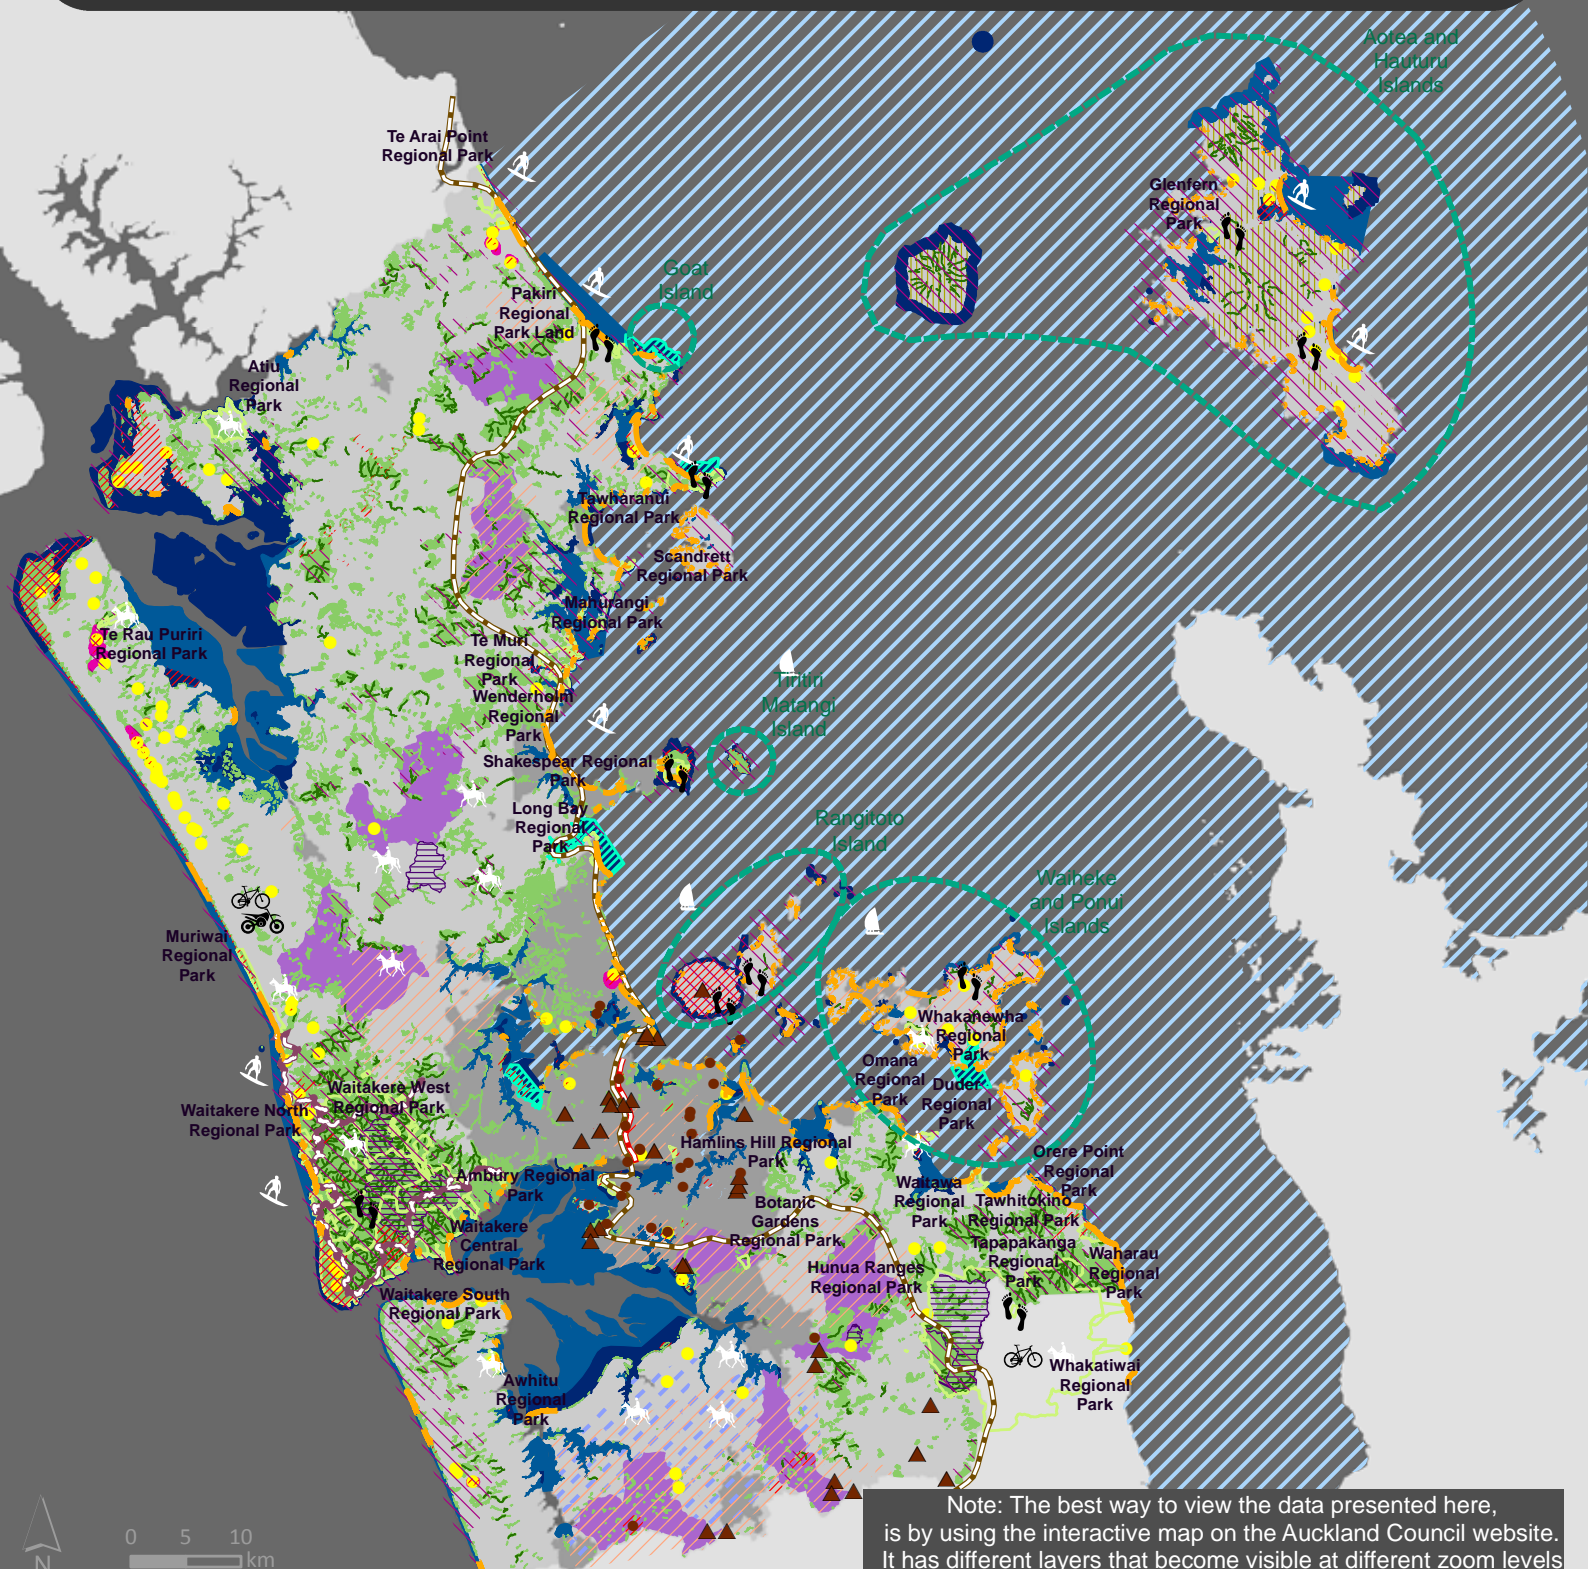 Aotea and
Hauturu
Islands
Te Arai Point
Regional Park
Glenfern
Regional
Park
Goat
Island
Pakiri
Regional
Park Land
Atiu
Regional
Park
Tawharanui
Regional Park
Scandrett
Regional Park
Mahurangi
Regional Park
Te Rau Puriri
Regional Park
Te Muri
Regional
Park
Wenderholm
Regional
Park
Tiritiri
Matangi
Island
Shakespear Regional
Park
Long Bay
Regional
Park
Rangitoto
Island
Waiheke
and Ponui
Islands
Muriwai
Regional
Park
Whakanewha
Regional
Park
Omana
Regional
Park
Duder
Regional
Park
Waitakere West
Regional Park
Waitakere North
Regional Park
Hamlins Hill Regional
Park
Orere Point
Regional
Park
Ambury Regional
Park
Waitawa
Regional
Park
Tawhitokino
Regional Park
Botanic
Gardens
Regional Park
Waitakere
Central
Regional Park
Tapapakanga
Regional
Park
Waharau
Regional
Park
Hunua Ranges
Regional Park
Waitakere South
Regional Park
Whakatiwai
Regional
Park
Awhitu
Regional
Park
0 5 10
km
N
Note: The best way to view the data presented here,
is by using the interactive map on the Auckland Council website.
It has different layers that become visible at different zoom levels